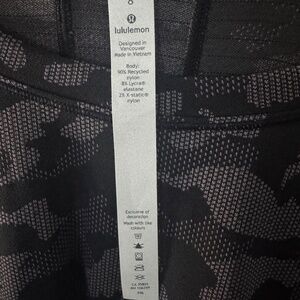 lululemon
Designed in
Vancouver
Made in Vietnam
Body:
90% Recycled
nylon
8% Lycra®
elastane
2% X-static®
nylon
Exclusive of
decoration
Wash with like
colours